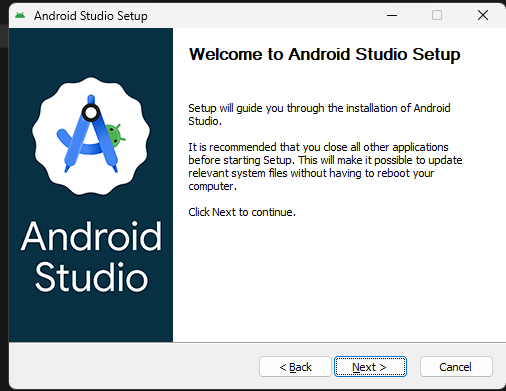 Android Studio Setup
Welcome to Android Studio Setup
Setup will guide you through the installation of Android
Studio.
It is recommended that you close all other applications
before starting Setup. This will make it possible to update
relevant system files without having to reboot your
computer.
Click Next to continue.
Android
Studio
< Back
Next >
Cancel